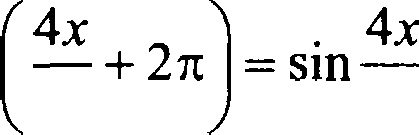 (4x/ + 2π) = sin 4x/